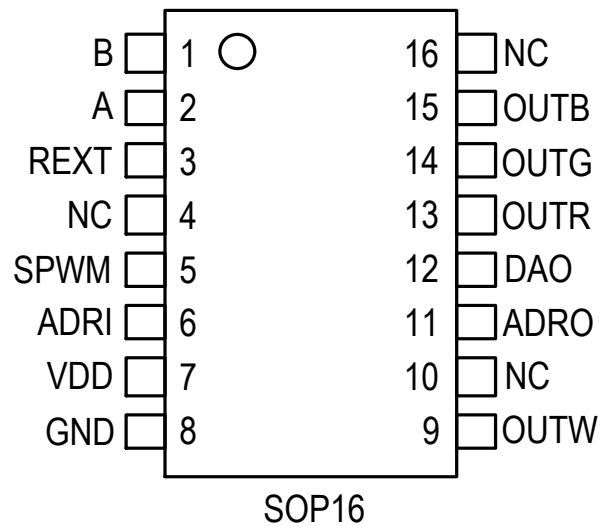 B 1 16 NC
A 2 15 OUTB
REXT 3 14 OUTG
NC 4 13 OUTR
SPWM 5 12 DAO
ADRI 6 11 ADRO
VDD 7 10 NC
GND 8 9 OUTW
SOP16